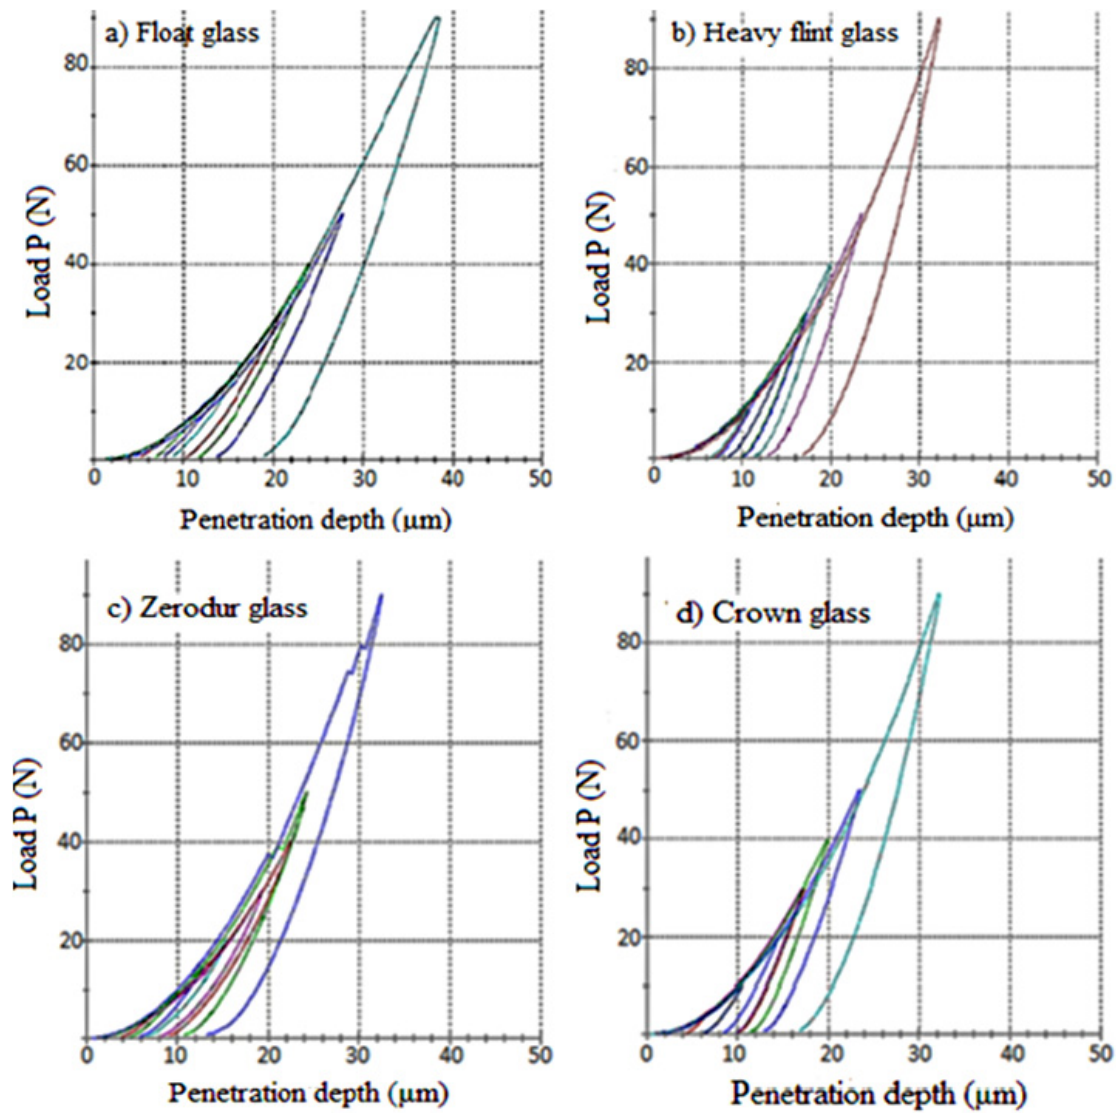 a) Float glass
80
60
40
20
0 10 20 30 40 50
Load P (N)
Penetration depth (μm)
b) Heavy flint glass
80
60
40
20
0 10 20 30 40 50
Load P (N)
Penetration depth (μm)
c) Zerodur glass
80
60
40
20
0 10 20 30 40 50
Load P (N)
Penetration depth (μm)
d) Crown glass
80
60
40
20
0 10 20 30 40 50
Load P (N)
Penetration depth (μm)